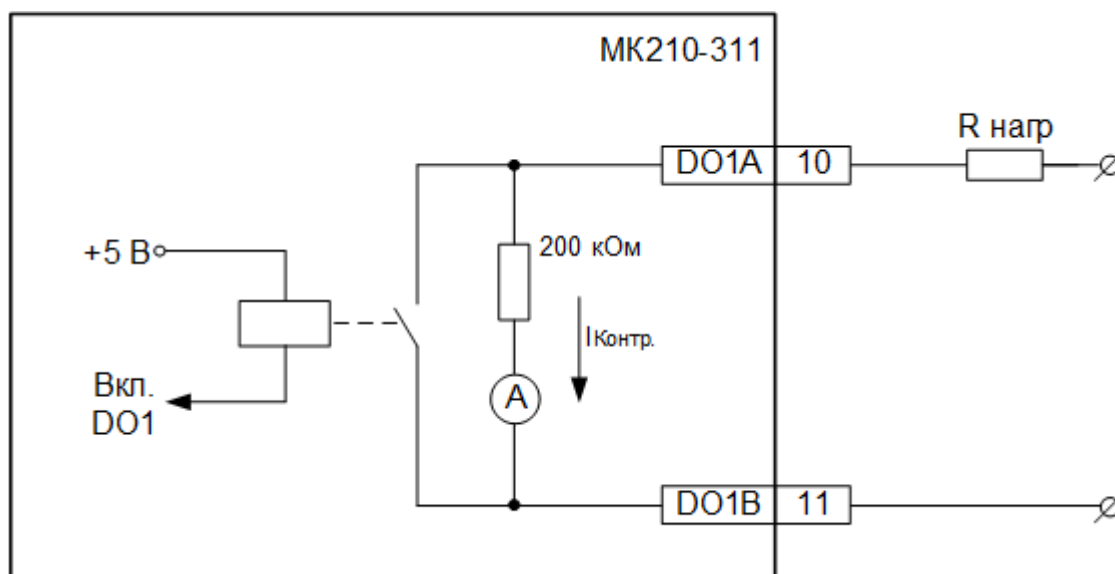 МК210-311
R нагр
DO1A 10
200 кОм
+5 В
Iконтр.
Вкл.
DO1
A
DO1B 11